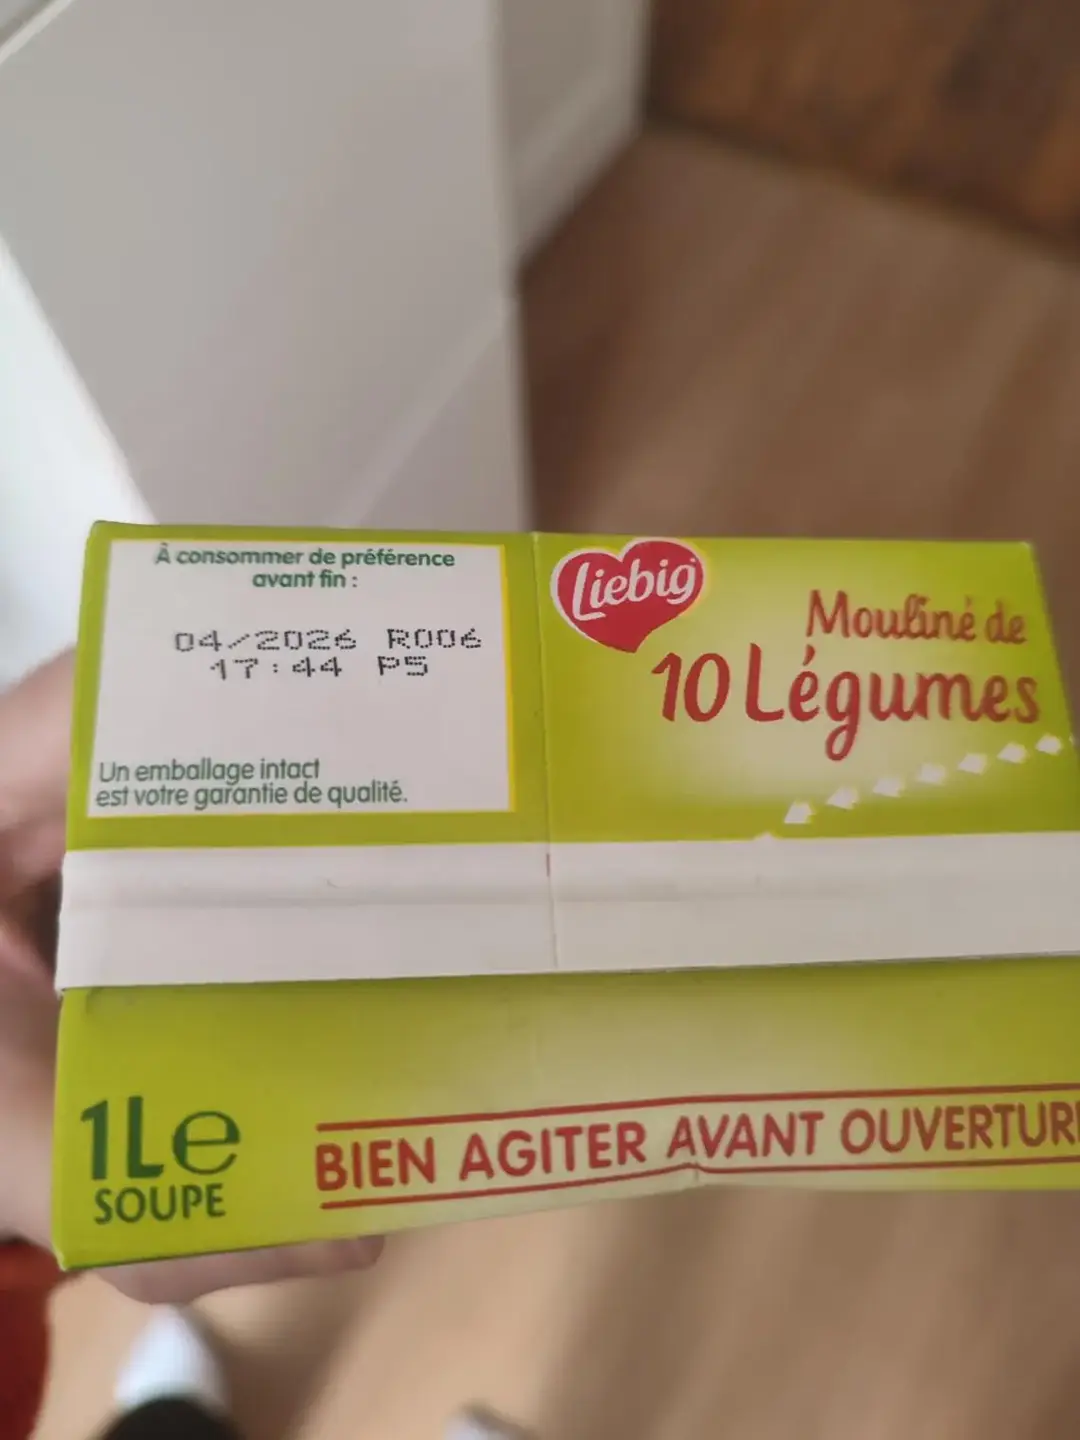 À consommer de préférence
avant fin :
04/2026 R006
17:44 P5
Un emballage intact
est votre garantie de qualité.
Liebig
Mouliné de
10 Légumes
1Le
SOUPE
BIEN AGITER AVANT OUVERTUR